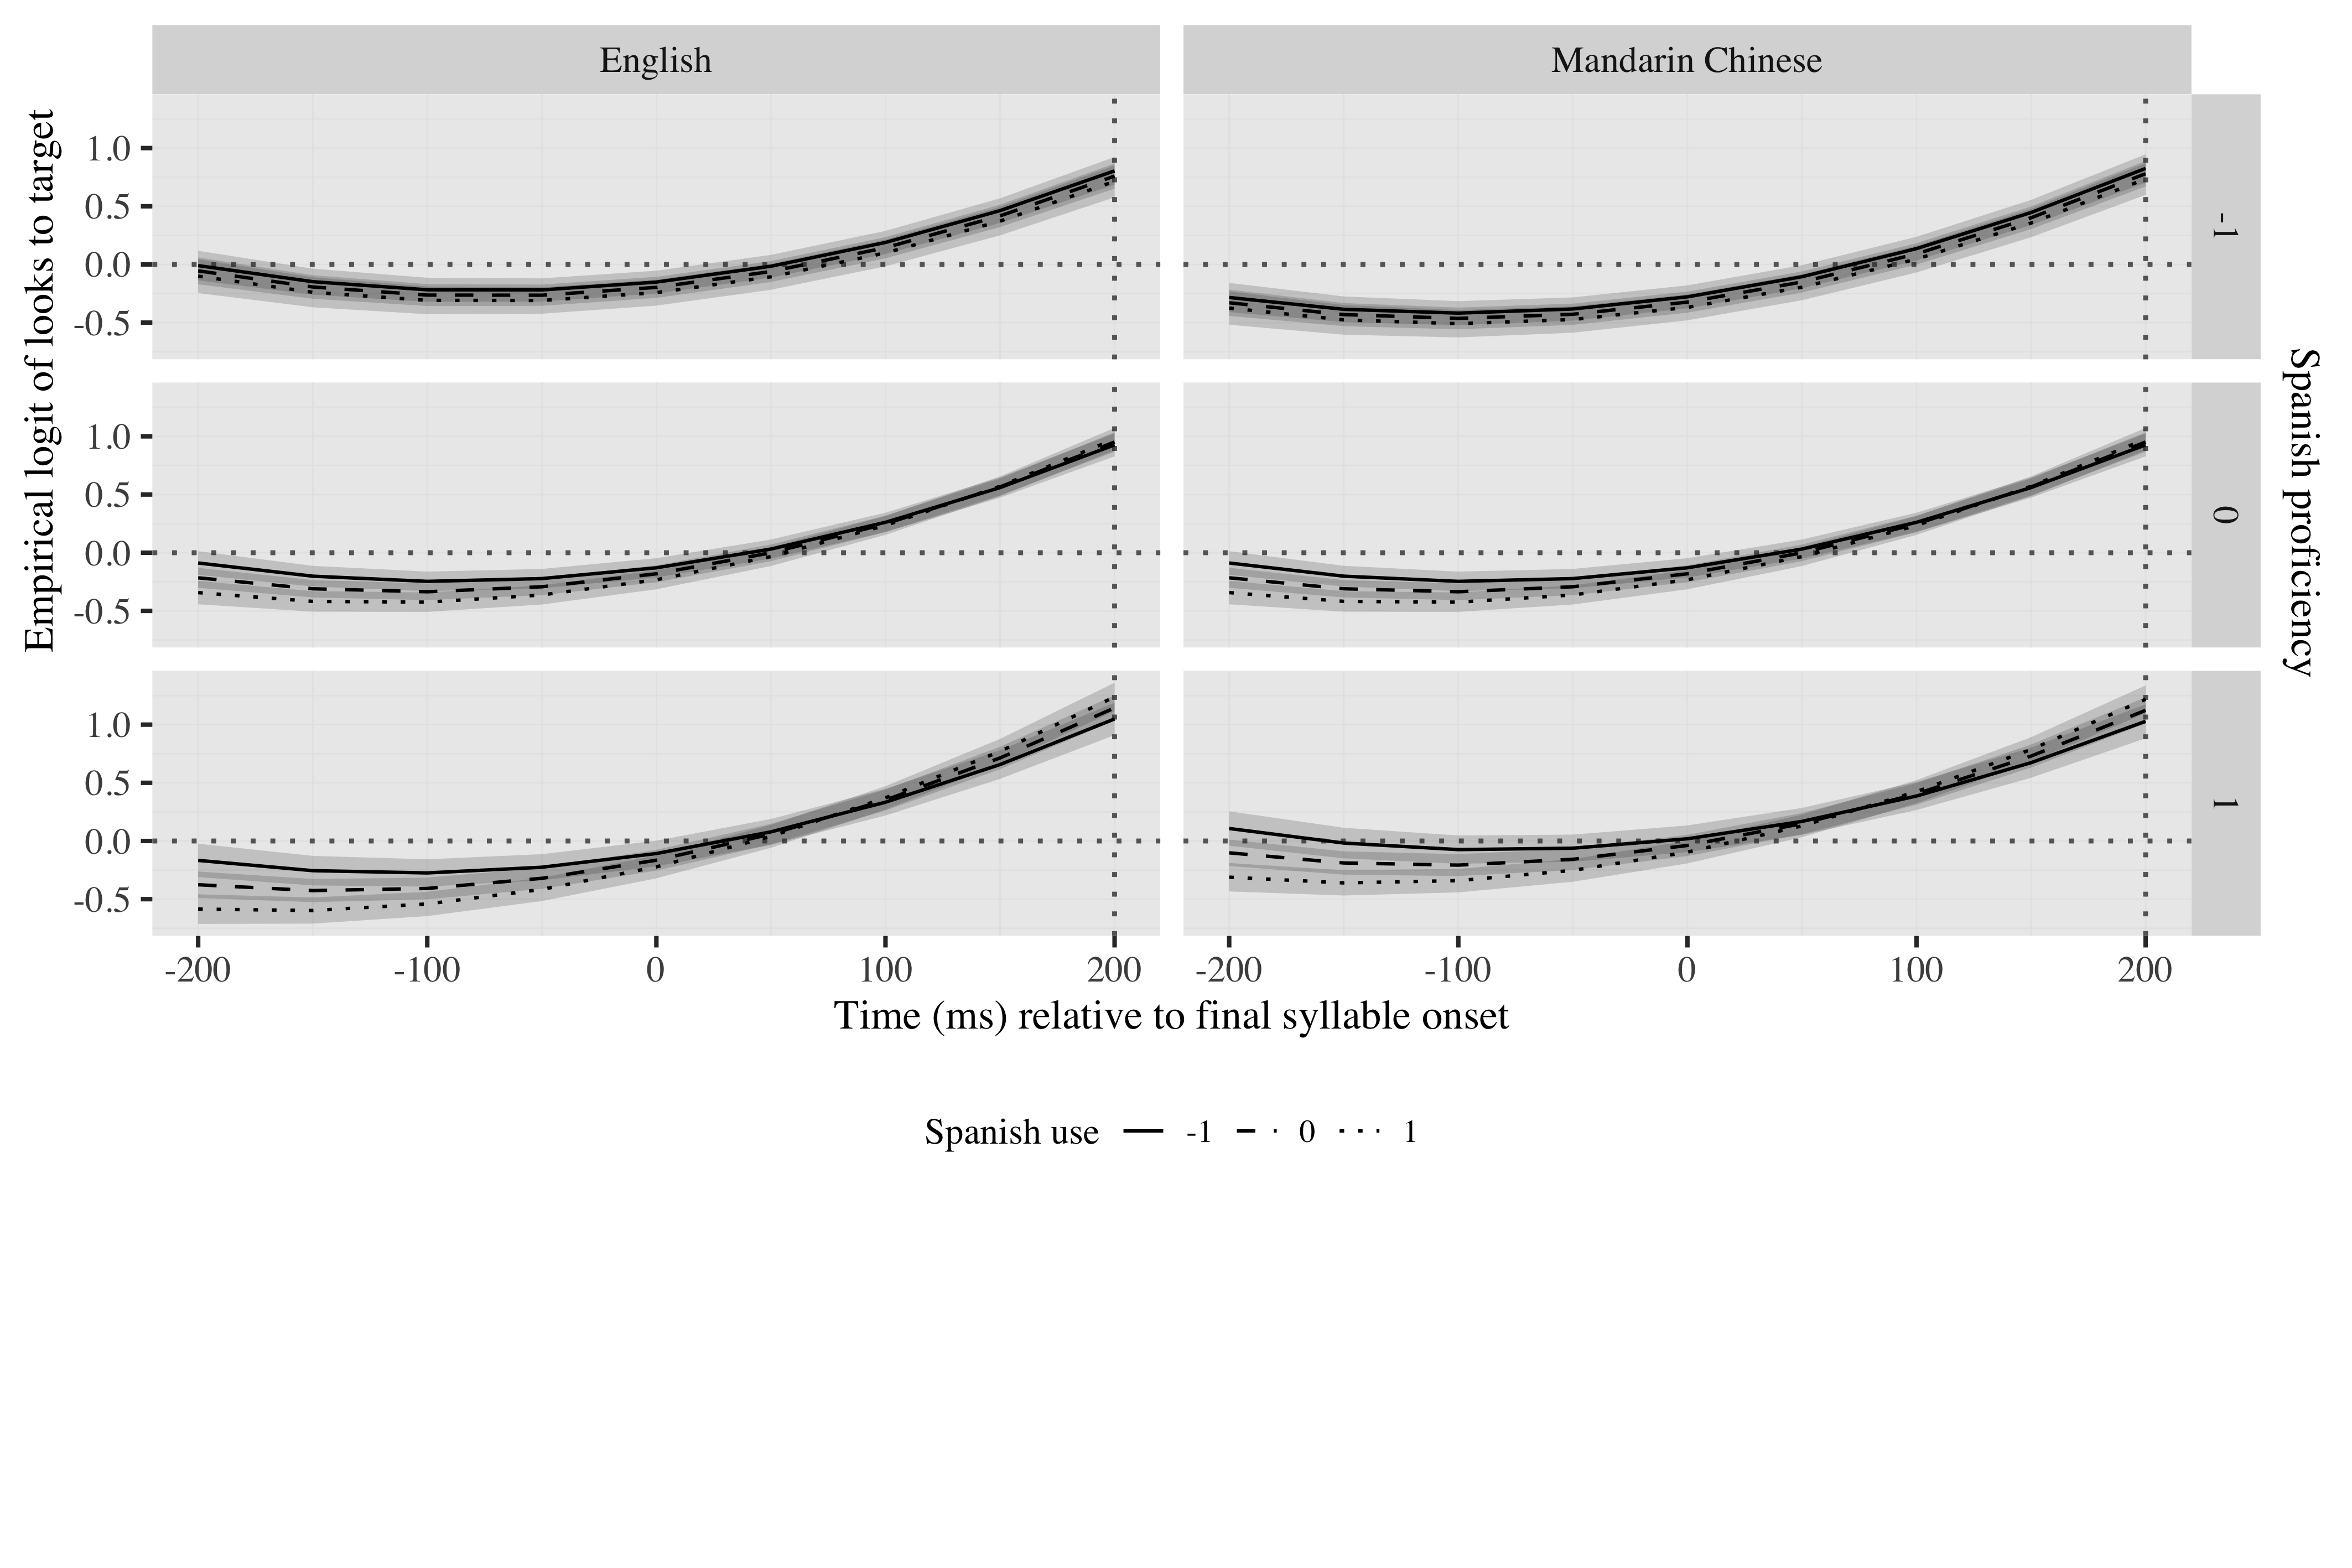 English
Mandarin Chinese
Empirical logit of looks to target
1.0
0.5
0.0
-0.5
-1
1.0
0.5
0.0
-0.5
0
1.0
0.5
0.0
-0.5
1
Spanish proficiency
-200 -100 0 100 200 -200 -100 0 100 200
Time (ms) relative to final syllable onset
Spanish use -1 0 1